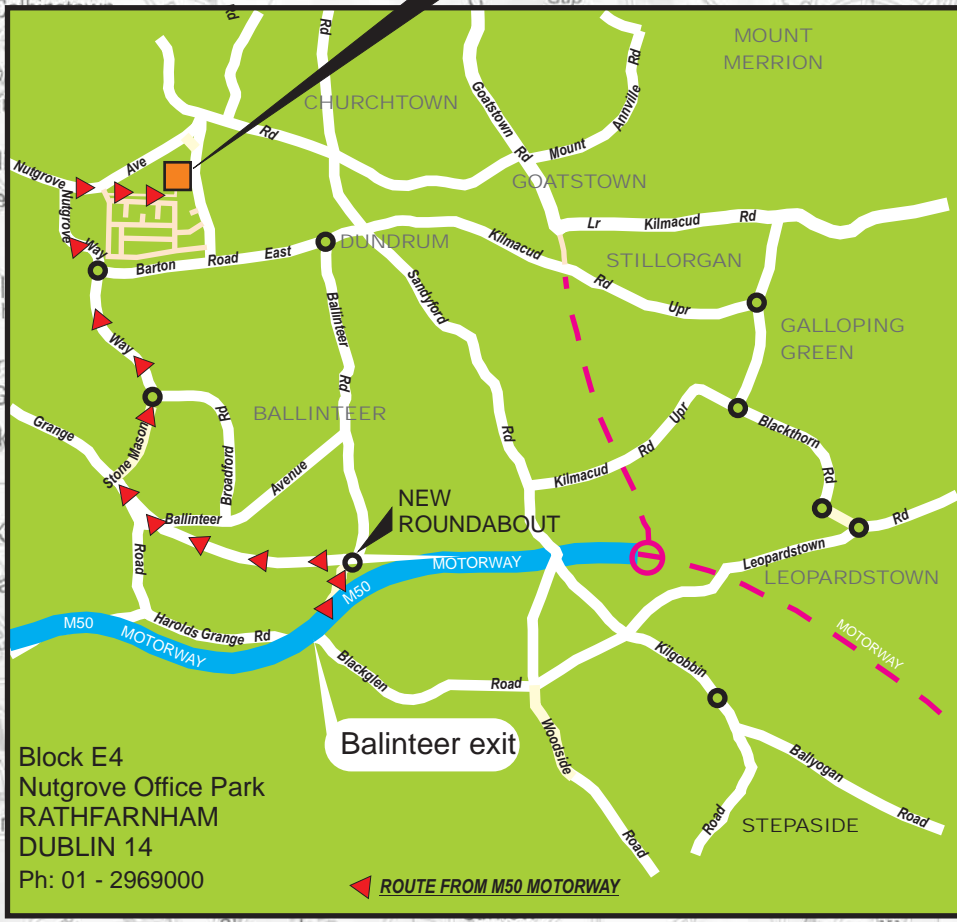 MOUNT
MERRION
Rd
Rd
Rd
CHURCHTOWN
Goatstown
Rd
Mount
Annville
Rd
Nutgrove
Ave
GOATSTOWN
Nutgrove
Way
Lr
Kilmacud
Rd
DUNDRUM
Kilmacud
Rd
Upr
STILLORGAN
Barton
Road
East
Sandyford
Rd
Ballinteer
Rd
GALLOPING
GREEN
Way
BALLINTEER
Grange
Stone Mason
Rd
Broadford
Avenue
Kilmacud
Rd
Upr
Blackthorn
Rd
NEW
ROUNDABOUT
Ballinteer
Road
MOTORWAY
Leopardstown
Rd
LEOPARDSTOWN
M50
M50
MOTORWAY
Harolds Grange
Rd
MOTORWAY
Blackglen
Road
Kilgobbin
Balinteer exit
Woodside
Road
Ballyogan
Road
Road
STEPASIDE
Block E4
Nutgrove Office Park
RATHFARNHAM
DUBLIN 14
Ph: 01 - 2969000
ROUTE FROM M50 MOTORWAY